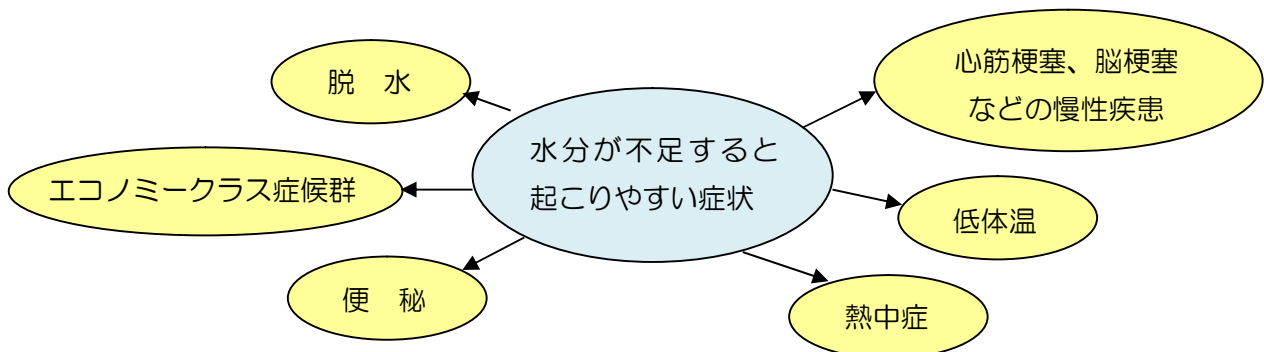 脱　水
心筋梗塞、脳梗塞
などの慢性疾患
水分が不足すると
起こりやすい症状
エコノミークラス症候群
低体温
便　秘
熱中症